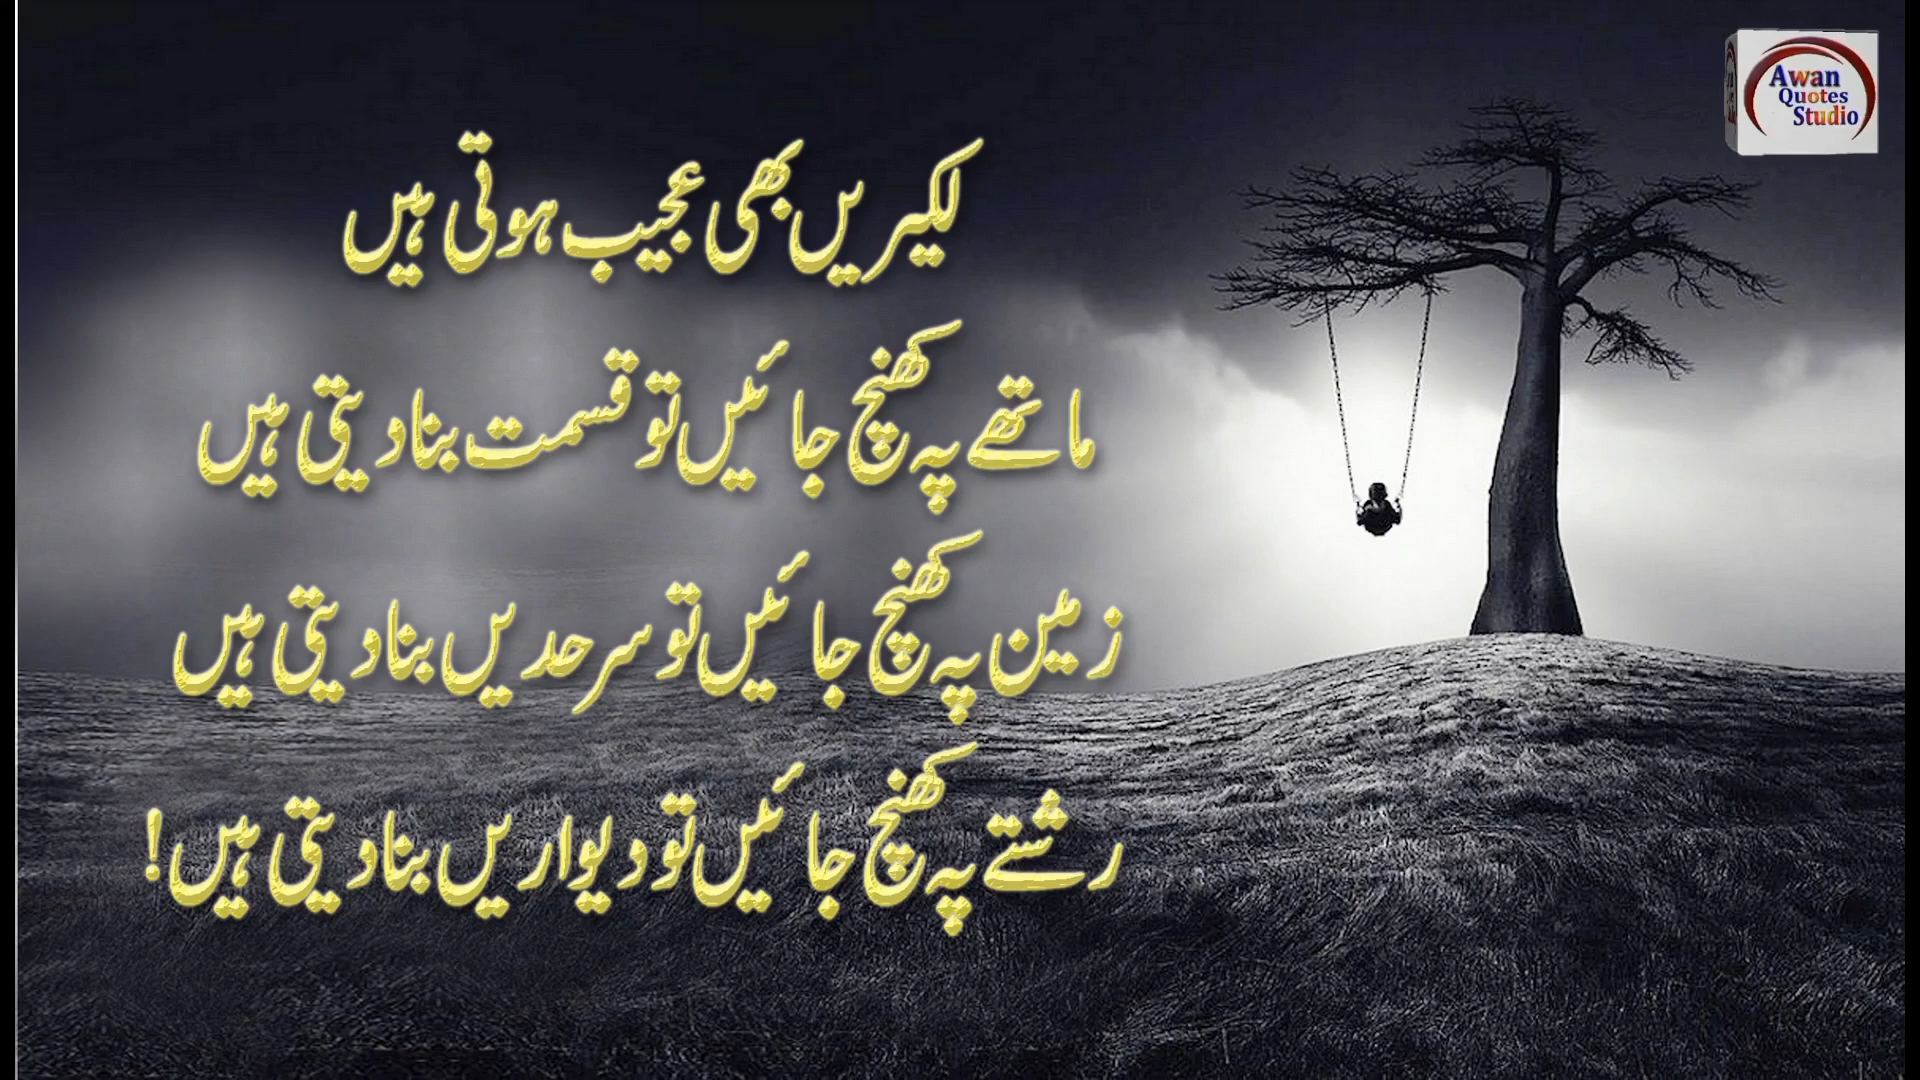 لکیریں بھی عجیب ہوتی ہیں
ماتھے پہ کھنچ جائیں تو قسمت بنا دیتی ہیں
زمین پہ کھنچ جائیں تو سرحدیں بنا دیتی ہیں
رشتے پہ کھنچ جائیں تو دیواریں بنا دیتی ہیں!
Awan
Quotes
Studio